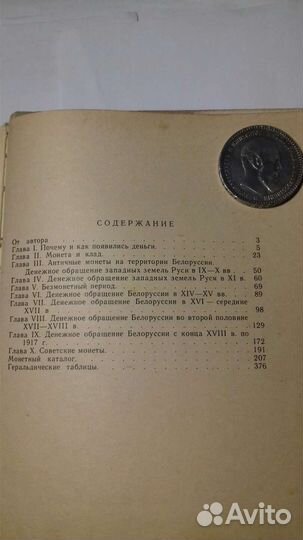 СОДЕРЖАНИЕ
От автора 3
Глава I. Почему и как появились деньги. 5
Глава II. Монета и клад. 23
Глава III. Античные монеты на территории Белоруссии.
Денежное обращение западных земель Руси в IX—X вв. 50
Глава IV. Денежное обращение западных земель Руси в XI в. 60
Глава V. Безмонетный период. 69
Глава VI. Денежное обращение Белоруссии в XIV—XV вв. 89
Глава VII. Денежное обращение Белоруссии в XVI — середине
XVII в 98
Глава VIII. Денежное обращение Белоруссии во второй половине
XVII—XVIII в. 129
Глава IX. Денежное обращение Белоруссии с конца XVIII в. по
1917 г. 172
Глава X. Советские монеты. 191
Монетный каталог. 207
Геральдические таблицы. 376
Avito